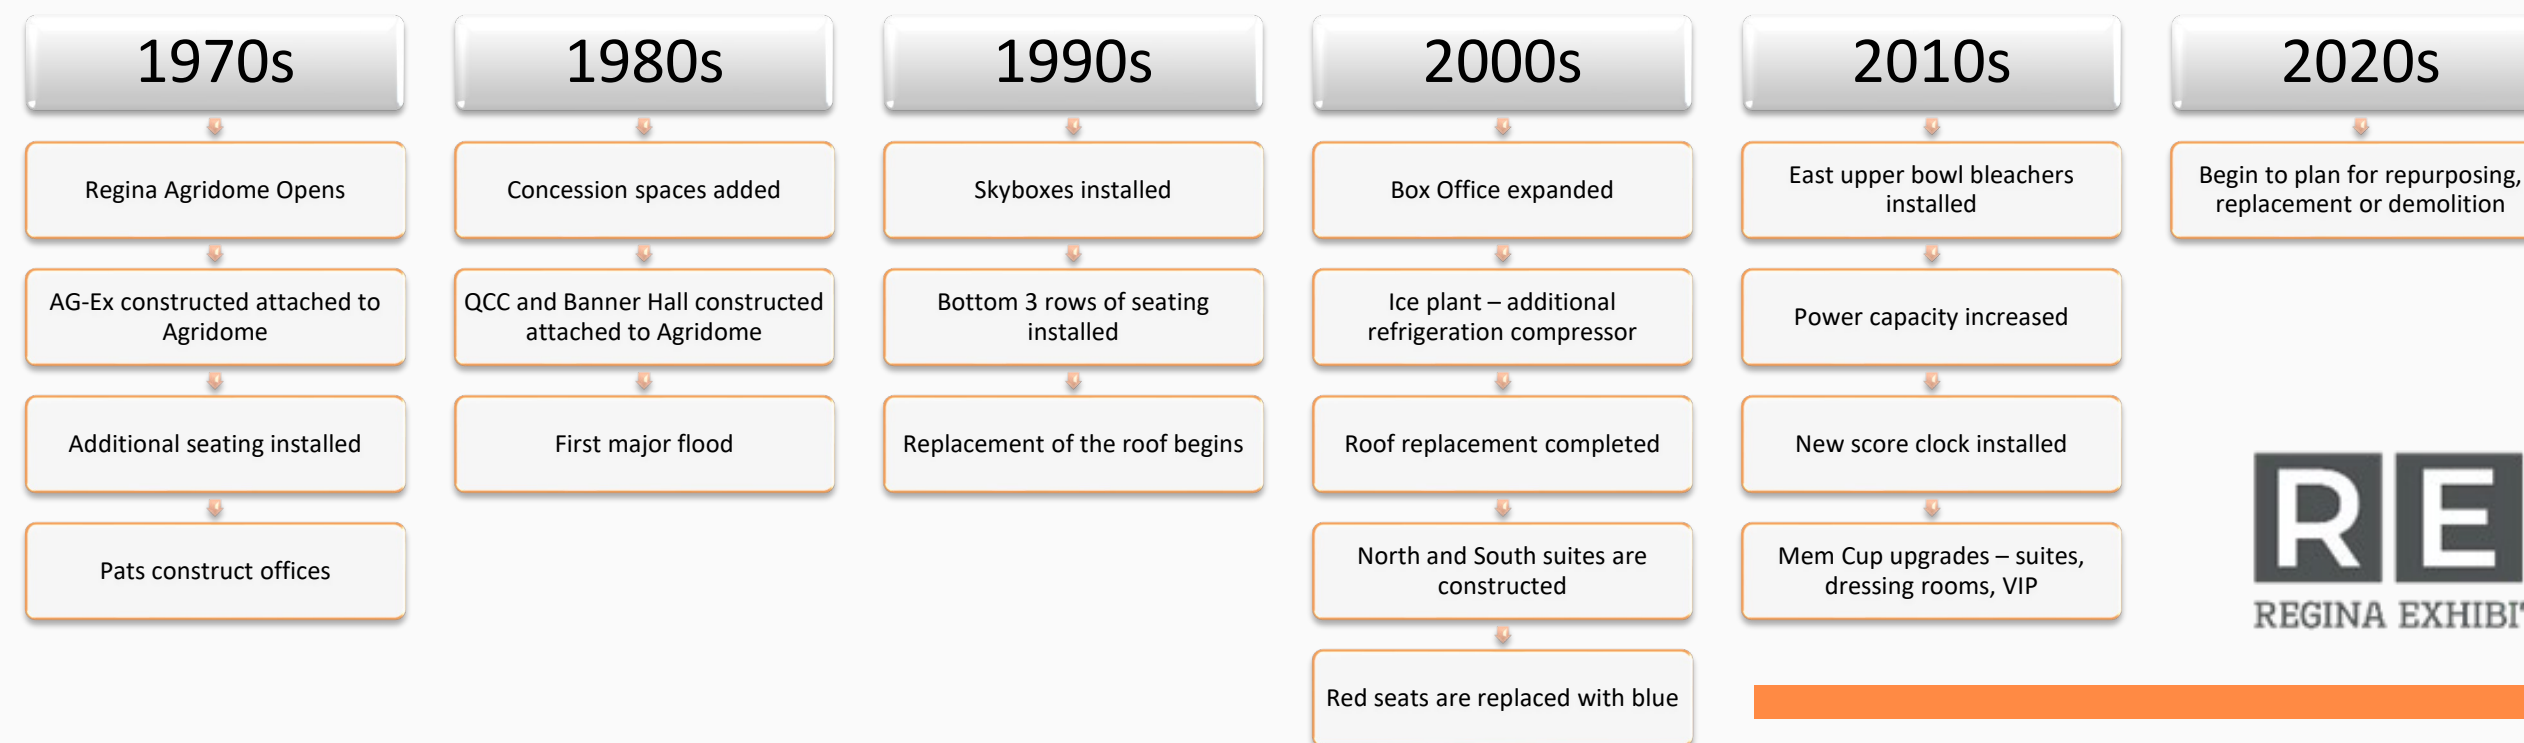 1970s
Regina Agridome Opens
AG-Ex constructed attached to
Agridome
Additional seating installed
Pats construct offices
1980s
Concession spaces added
QCC and Banner Hall constructed
attached to Agridome
First major flood
1990s
Skyboxes installed
Bottom 3 rows of seating
installed
Replacement of the roof begins
2000s
Box Office expanded
Ice plant – additional
refrigeration compressor
Roof replacement completed
North and South suites are
constructed
Red seats are replaced with blue
2010s
East upper bowl bleachers
installed
Power capacity increased
New score clock installed
Mem Cup upgrades – suites,
dressing rooms, VIP
2020s
Begin to plan for repurposing,
replacement or demolition
RE
REGINA